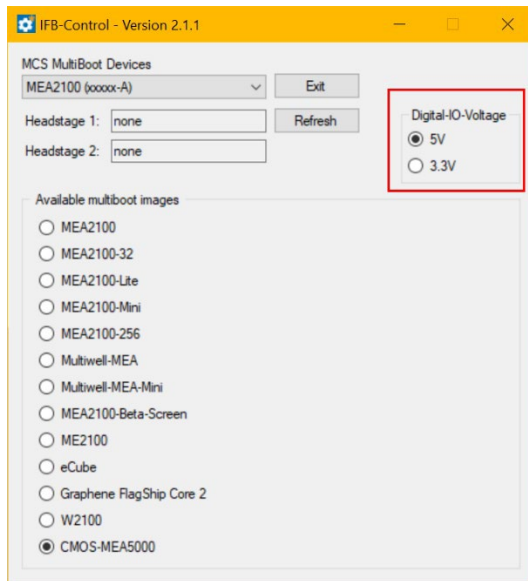 IFB-Control - Version 2.1.1
MCS MultiBoot Devices
MEA2100 (xxxxx-A)
Exit
Headstage 1: none
Refresh
Headstage 2: none
Digital-IO-Voltage
5V
3.3V
Available multiboot images
MEA2100
MEA2100-32
MEA2100-Lite
MEA2100-Mini
MEA2100-256
Multiwell-MEA
Multiwell-MEA-Mini
MEA2100-Beta-Screen
ME2100
eCube
Graphene FlagShip Core 2
W2100
CMOS-MEA5000